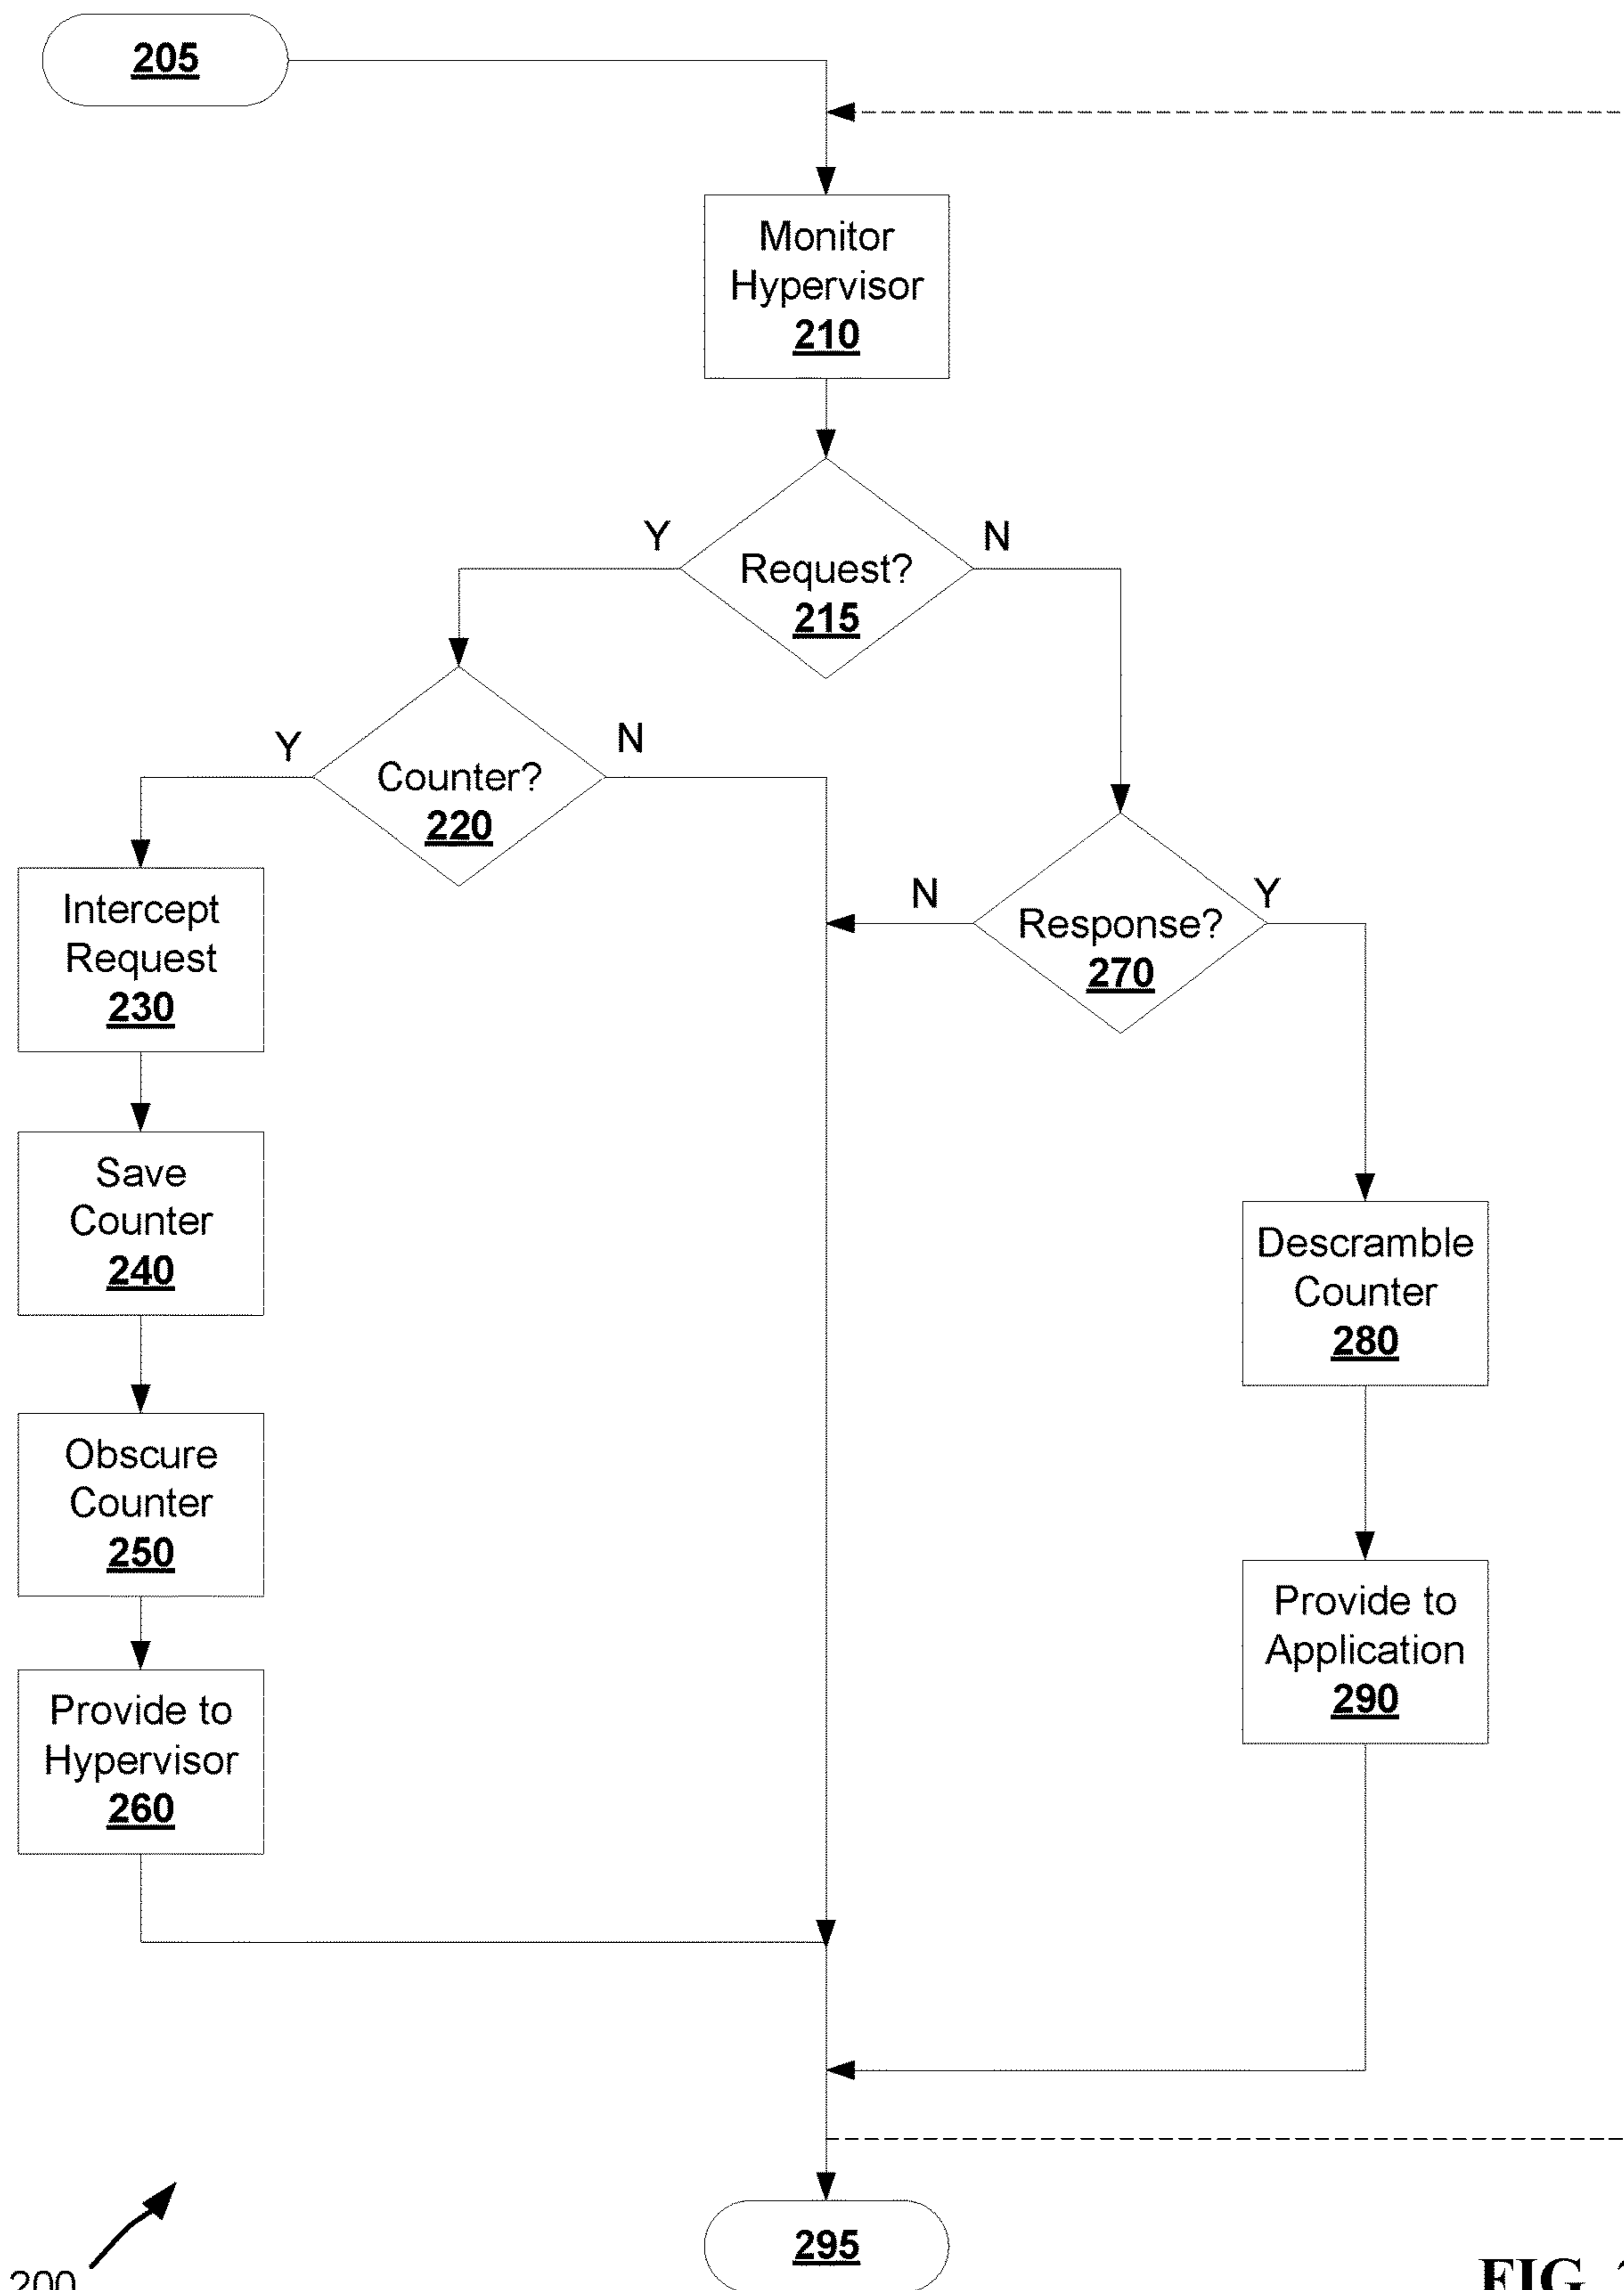 205
Monitor
Hypervisor
210
Y
N
Request?
215
Y
N
Counter?
220
N
Y
Response?
270
Intercept
Request
230
Save
Counter
240
Descramble
Counter
280
Obscure
Counter
250
Provide to
Application
290
Provide to
Hypervisor
260
295
200
FIG.